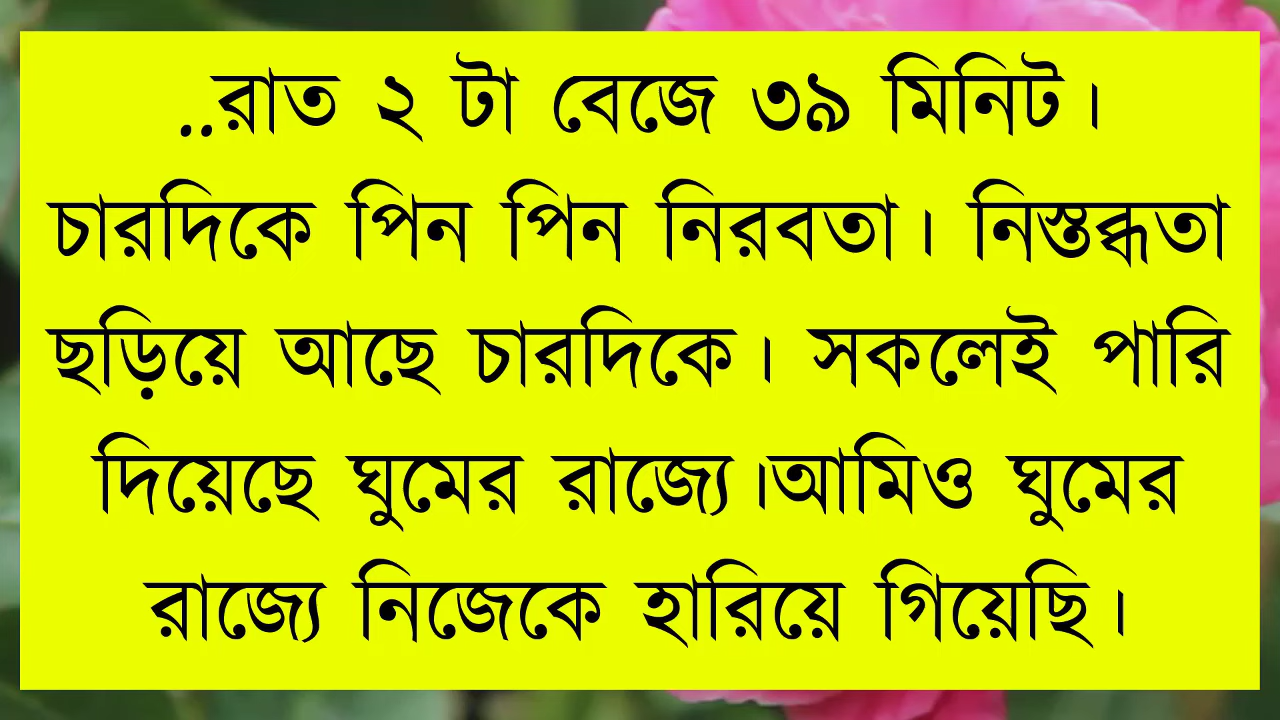 ..রাত ২ টা বেজে ৩৯ মিনিট।
চারদিকে পিন পিন নিরবতা। নিস্তব্ধতা
ছড়িয়ে আছে চারদিকে। সকলেই পারি
দিয়েছে ঘুমের রাজ্যে।আমিও ঘুমের
রাজ্যে নিজেকে হারিয়ে গিয়েছি।